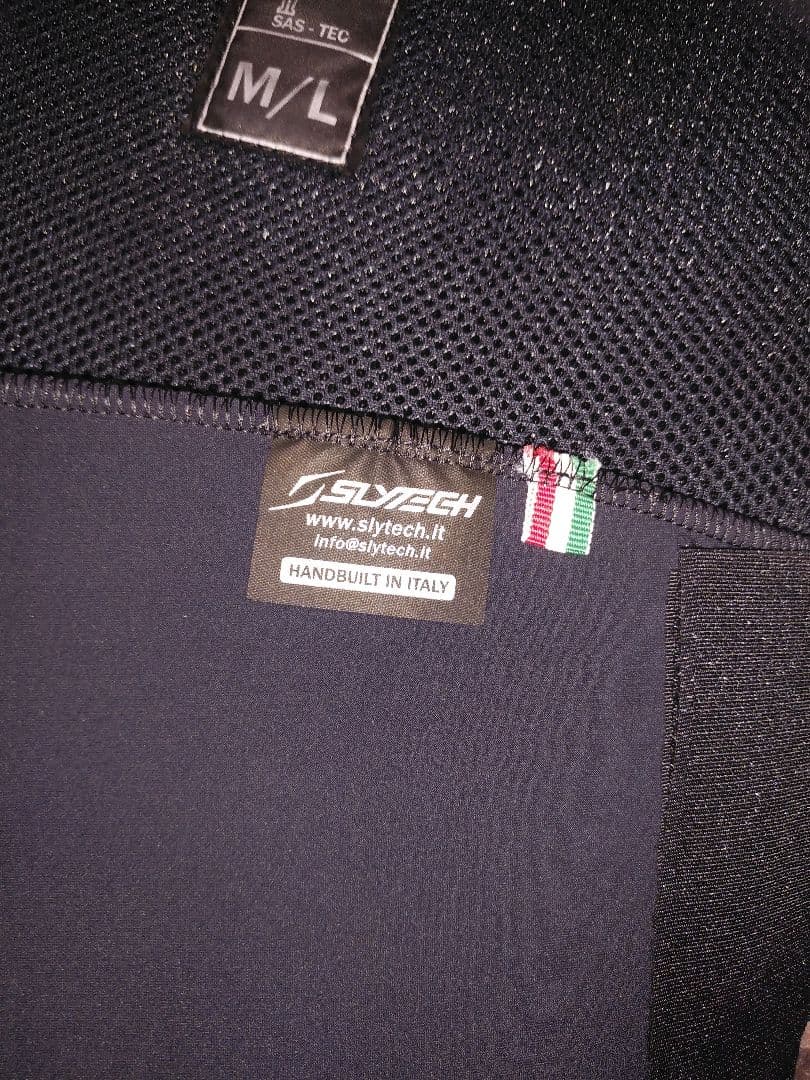 SAS-TEC
M/L
SLYTECH
www.slytech.it
info@slytech.it
HANDBUILT IN ITALY